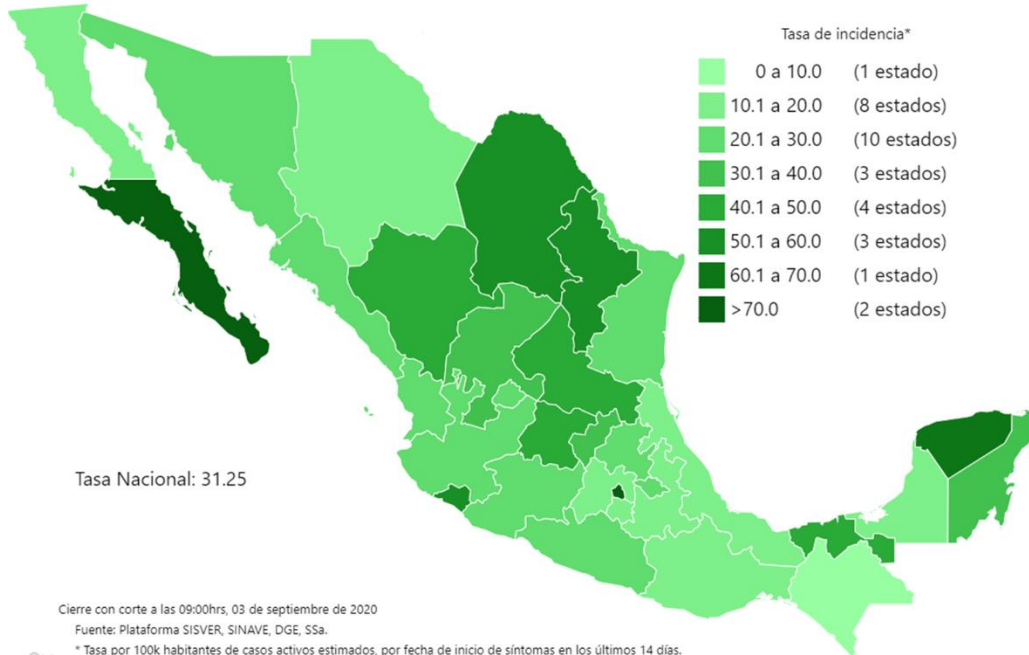 Tasa de incidencia*
0 a 10.0 (1 estado)
10.1 a 20.0 (8 estados)
20.1 a 30.0 (10 estados)
30.1 a 40.0 (3 estados)
40.1 a 50.0 (4 estados)
50.1 a 60.0 (3 estados)
60.1 a 70.0 (1 estado)
>70.0 (2 estados)
Tasa Nacional: 31.25
Cierre con corte a las 09:00hrs, 03 de septiembre de 2020
Fuente: Plataforma SISVER, SINAVE, DGE, SSa.
* Tasa por 100k habitantes de casos activos estimados, por fecha de inicio de síntomas en los últimos 14 días.